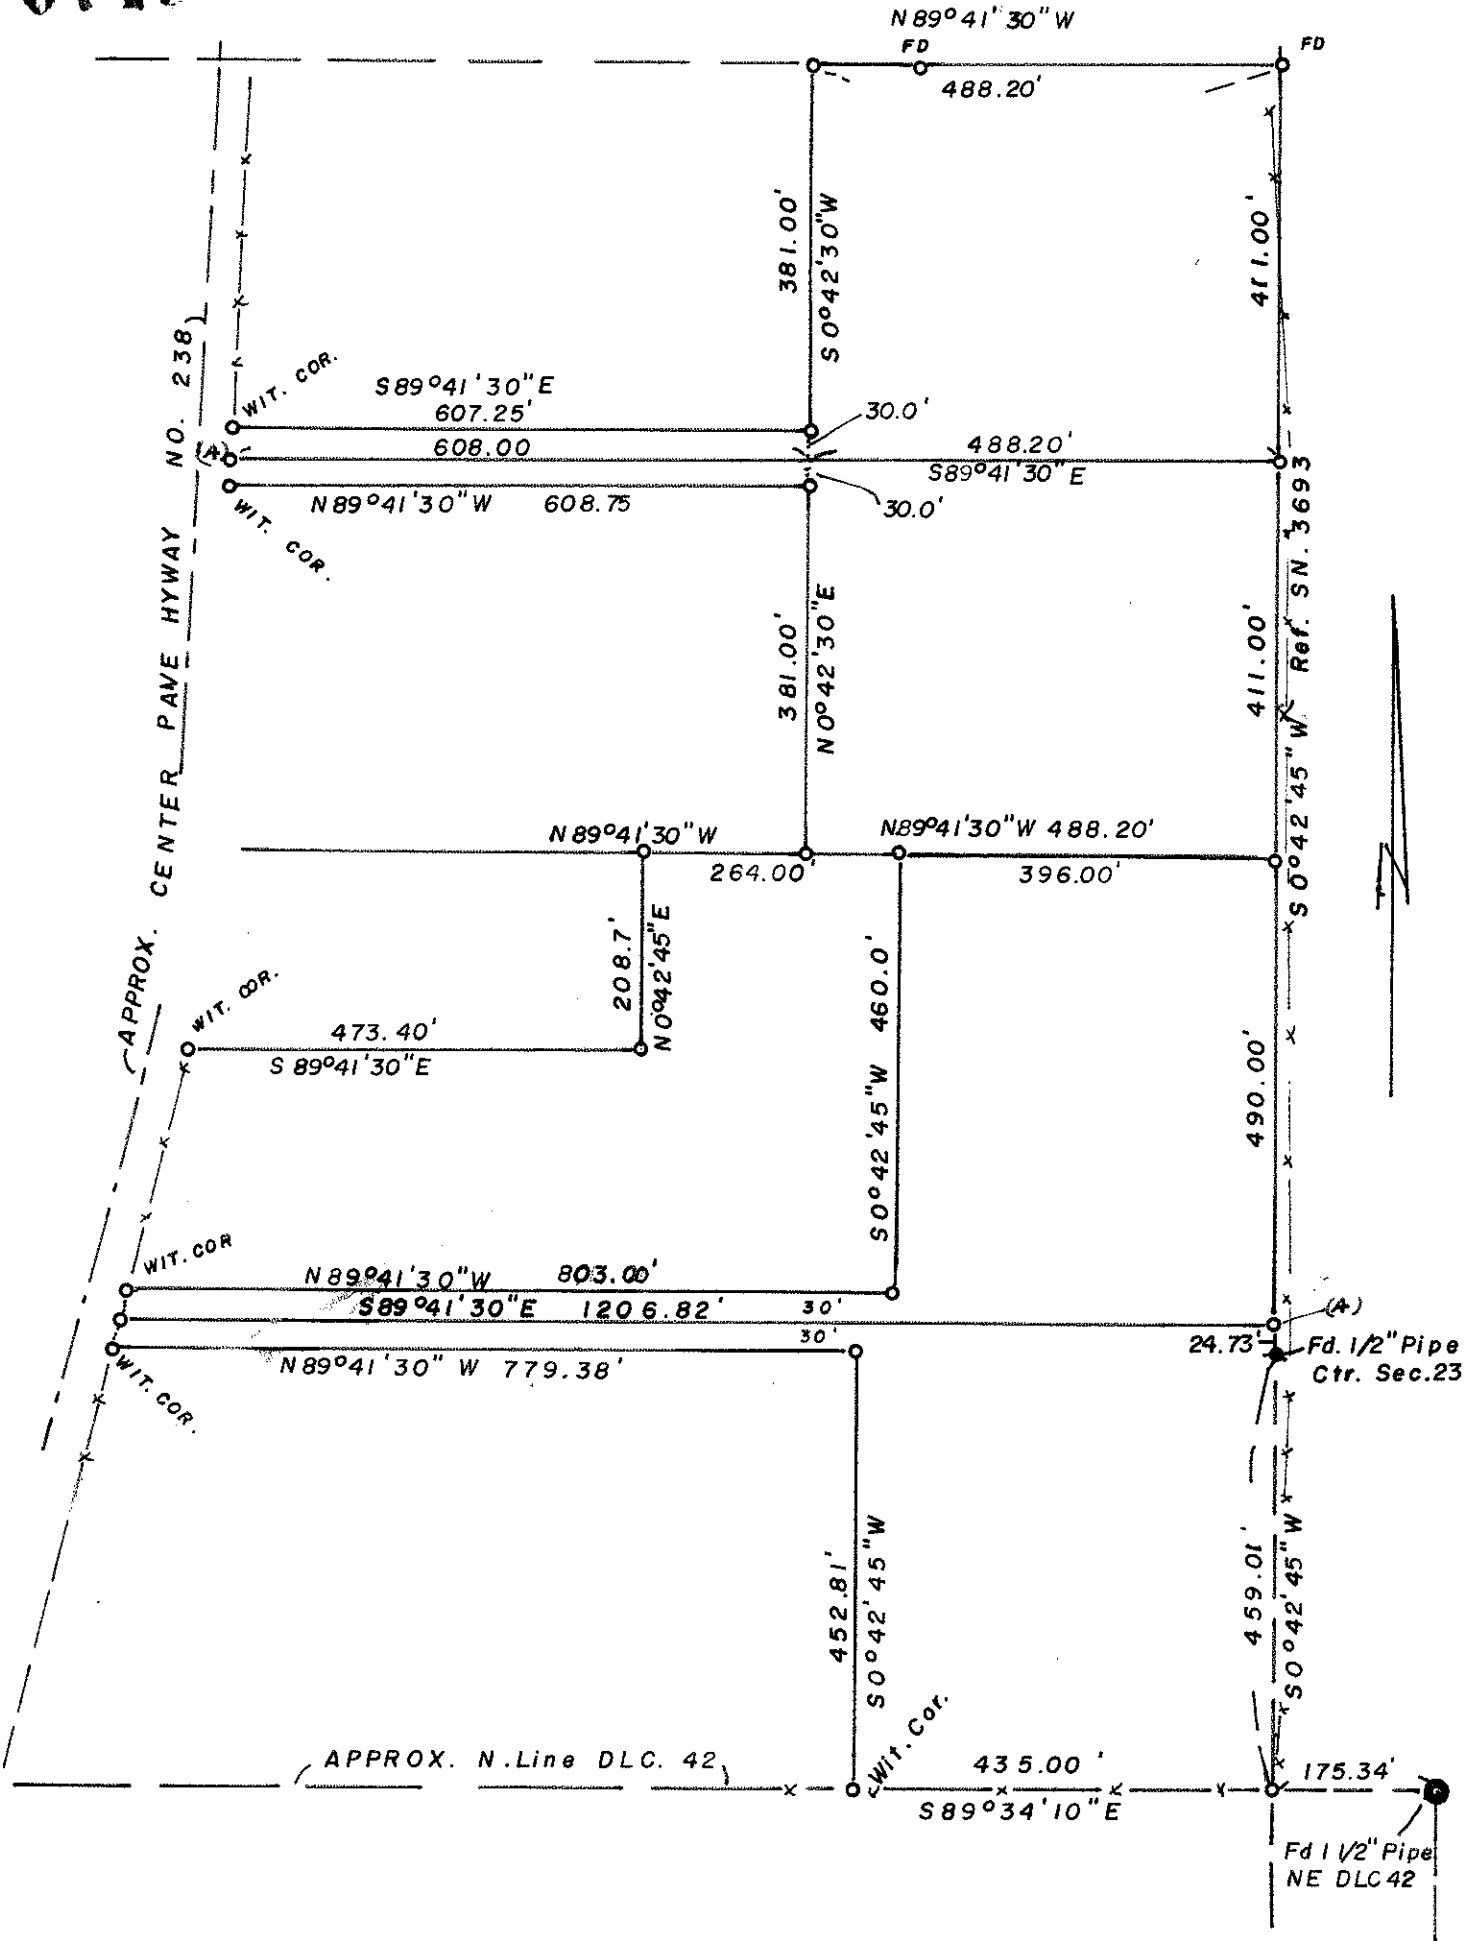 N89°41'30"W
FD
FD
488.20'
381.00'
S0°42'30"W
411.00'
WIT. COR.
S89°41'30"E
607.25'
30.0'
(A)
608.00
488.20'
S89°41'30"E
N89°41'30"W 608.75
30.0'
WIT. COR.
APPROX. CENTER PAVE HYWAY NO. 238
381.00'
N0°42'30"E
411.00'
S0°42'45"W Ref. SN. 3693
N
N89°41'30"W
N89°41'30"W 488.20'
264.00'
396.00'
208.7'
N0°42'45"E
S0°42'45"W 460.0'
490.00'
WIT. COR.
473.40'
S89°41'30"E
WIT. COR
N89°41'30"W 803.00'
S89°41'30"E 1206.82' 30'
(A)
30'
24.73'
Fd. 1/2" Pipe
Ctr. Sec.23
N89°41'30" W 779.38'
WIT. COR.
452.81'
S0°42'45"W
459.01'
S0°42'45"W
Wit. Cor.
APPROX. N.Line DLC. 42
435.00'
175.34'
S89°34'10"E
Fd 1 1/2" Pipe
NE DLC 42